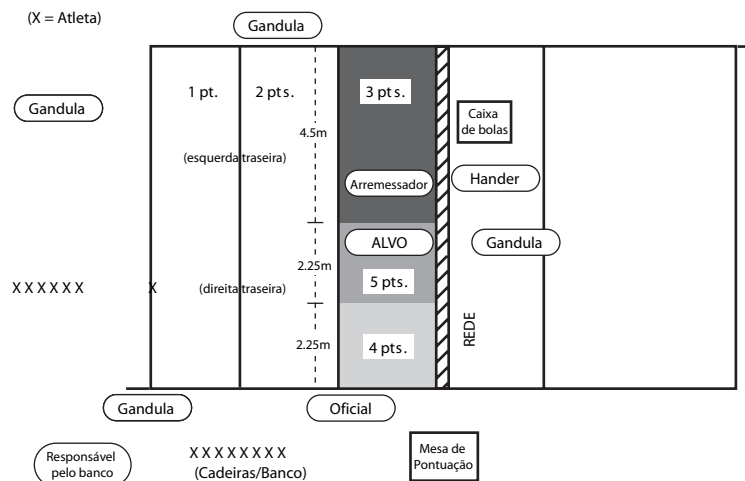 (X = Atleta)
Gandula
1 pt.
2 pts.
3 pts.
Gandula
Caixa
de bolas
4.5m
(esquerda traseira)
Arremessador
Hander
ALVO
Gandula
2.25m
X X X X X X
X
(direita traseira)
5 pts.
2.25m
4 pts.
REDE
Gandula
Oficial
Responsável
pelo banco
X X X X X X X X
(Cadeiras/Banco)
Mesa de
Pontuação